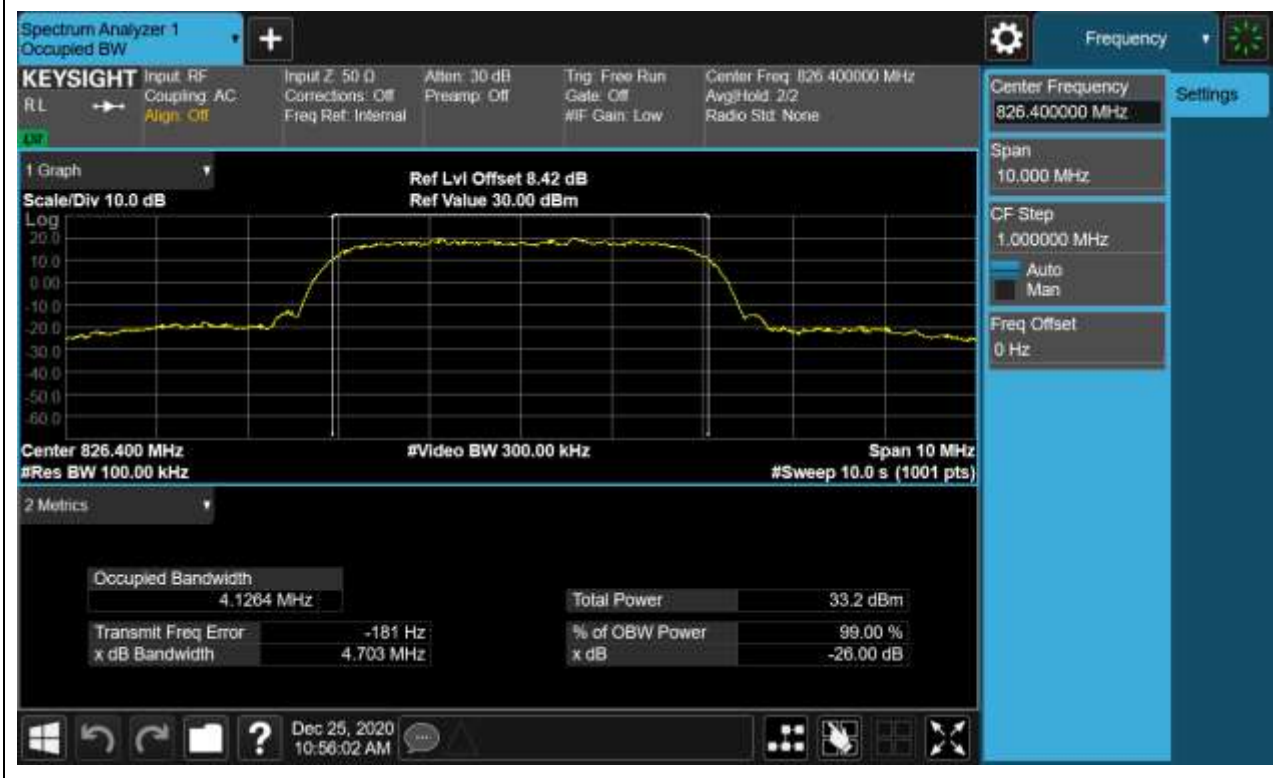 Spectrum Analyzer 1
Occupied BW
+
Frequency
KEYSIGHT
RL
Input: RF
Coupling: AC
Align: Off
Input Z: 50 Ω
Corrections: Off
Freq Ref: Internal
Atten: 30 dB
Preamp: Off
Trig: Free Run
Gate: Off
#IF Gain: Low
Center Freq: 826.400000 MHz
Avg|Hold: 2/2
Radio Std: None
Center Frequency
826.400000 MHz
Settings
Span
10.000 MHz
CF Step
1.000000 MHz
Auto
Man
Freq Offset
0 Hz
1 Graph
Scale/Div 10.0 dB
Ref Lvl Offset 8.42 dB
Ref Value 30.00 dBm
Log
20.0
10.0
0.00
-10.0
-20.0
-30.0
-40.0
-50.0
-60.0
Center 826.400 MHz
#Video BW 300.00 kHz
Span 10 MHz
#Res BW 100.00 kHz
#Sweep 10.0 s (1001 pts)
2 Metrics
Occupied Bandwidth
4.1264 MHz
Total Power 33.2 dBm
Transmit Freq Error -181 Hz
% of OBW Power 99.00 %
x dB Bandwidth 4.703 MHz
x dB -26.00 dB
?
Dec 25, 2020
10:56:02 AM